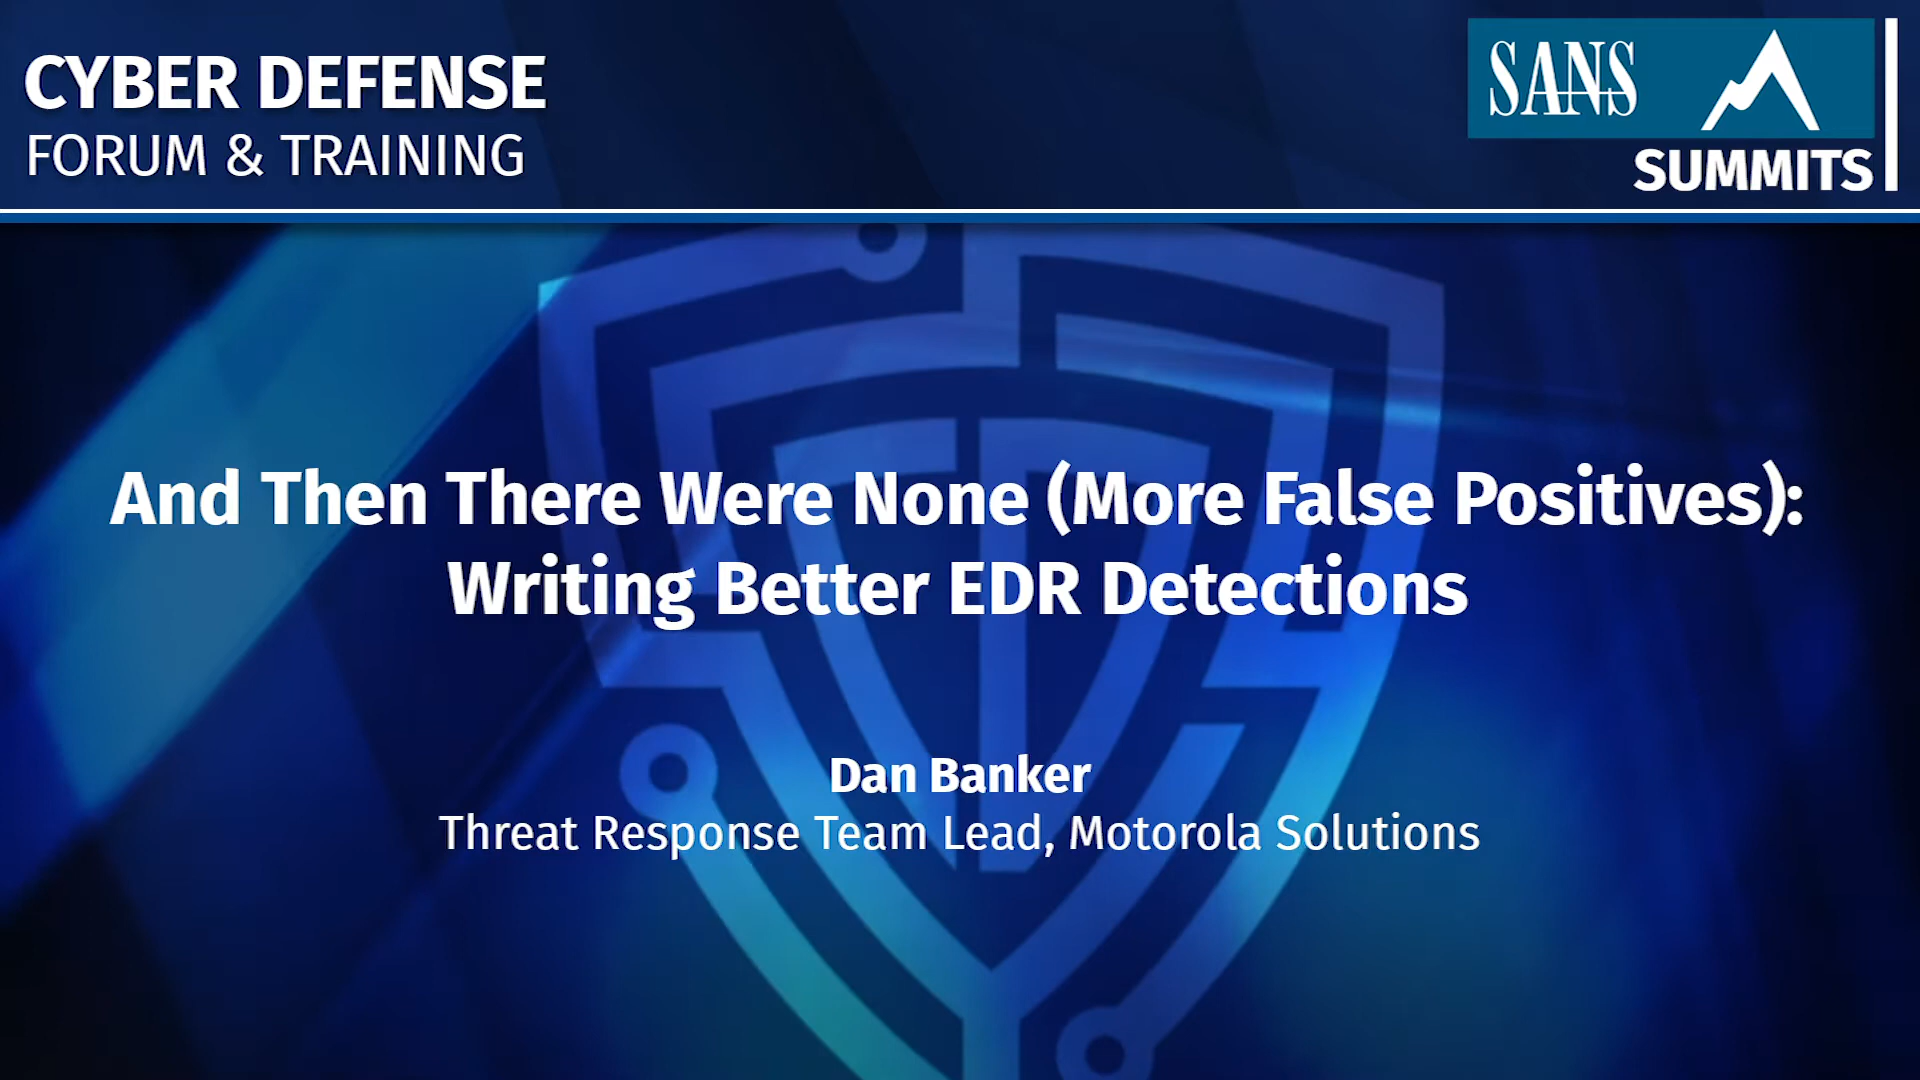 CYBER DEFENSE
FORUM & TRAINING
SANS
SUMMITS
And Then There Were None (More False Positives):
Writing Better EDR Detections
Dan Banker
Threat Response Team Lead, Motorola Solutions